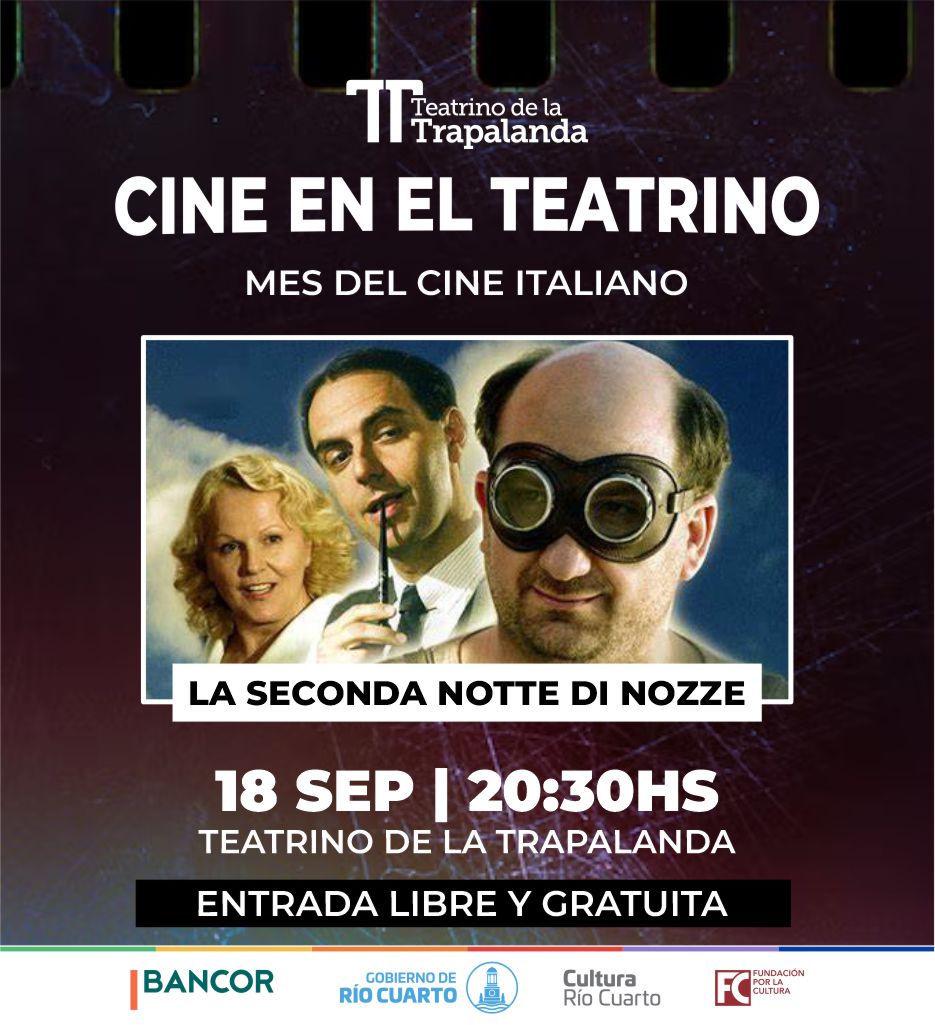 TT Teatrino de la
Trapalanda
CINE EN EL TEATRINO
MES DEL CINE ITALIANO
LA SECONDA NOTTE DI NOZZE
18 SEP | 20:30HS
TEATRINO DE LA TRAPALANDA
ENTRADA LIBRE Y GRATUITA
BANCOR
GOBIERNO DE
RÍO CUARTO
Cultura
Río Cuarto
FC
FUNDACIÓN
POR LA
CULTURA